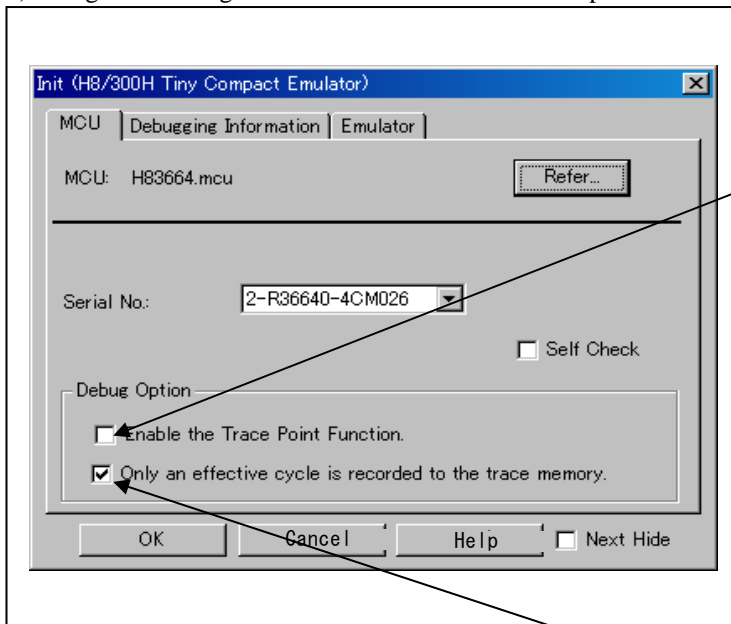 Init (H8/300H Tiny Compact Emulator)
MCU Debugging Information Emulator
MCU: H83664.mcu Refer...
Serial No.: 2-R36640-4CM026
Self Check
Debug Option
Enable the Trace Point Function.
Only an effective cycle is recorded to the trace memory.
OK Cancel Help Next Hide